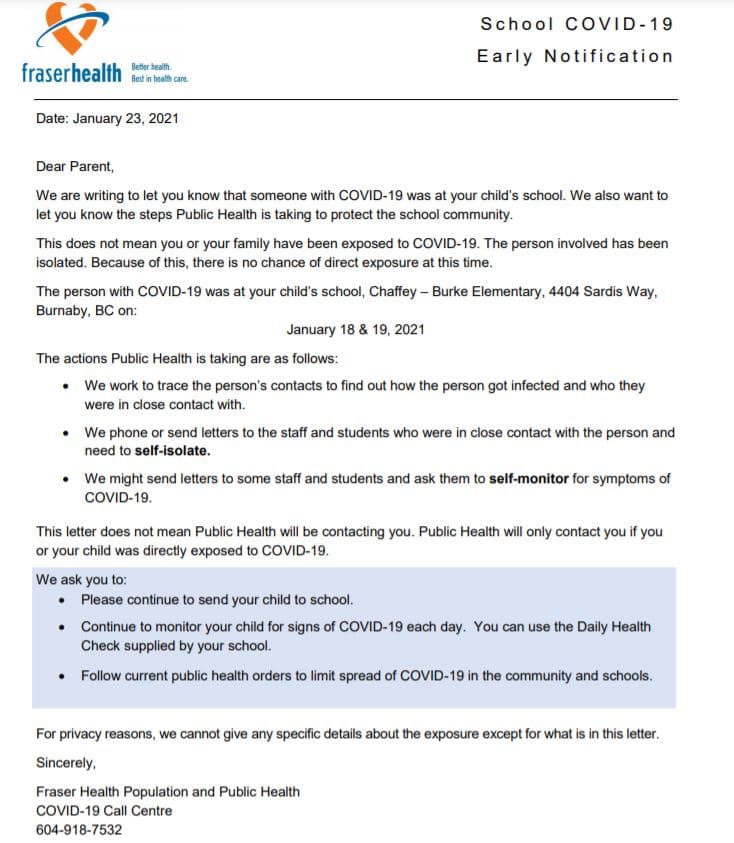 School COVID-19
Early Notification
fraserhealth
Better health.
Best in health care.
Date: January 23, 2021
Dear Parent,
We are writing to let you know that someone with COVID-19 was at your child's school. We also want to
let you know the steps Public Health is taking to protect the school community.
This does not mean you or your family have been exposed to COVID-19. The person involved has been
isolated. Because of this, there is no chance of direct exposure at this time.
The person with COVID-19 was at your child's school, Chaffey – Burke Elementary, 4404 Sardis Way,
Burnaby, BC on:
January 18 & 19, 2021
The actions Public Health is taking are as follows:
• We work to trace the person's contacts to find out how the person got infected and who they
were in close contact with.
• We phone or send letters to the staff and students who were in close contact with the person and
need to self-isolate.
• We might send letters to some staff and students and ask them to self-monitor for symptoms of
COVID-19.
This letter does not mean Public Health will be contacting you. Public Health will only contact you if you
or your child was directly exposed to COVID-19.
We ask you to:
• Please continue to send your child to school.
• Continue to monitor your child for signs of COVID-19 each day.  You can use the Daily Health
Check supplied by your school.
• Follow current public health orders to limit spread of COVID-19 in the community and schools.
For privacy reasons, we cannot give any specific details about the exposure except for what is in this letter.
Sincerely,
Fraser Health Population and Public Health
COVID-19 Call Centre
604-918-7532